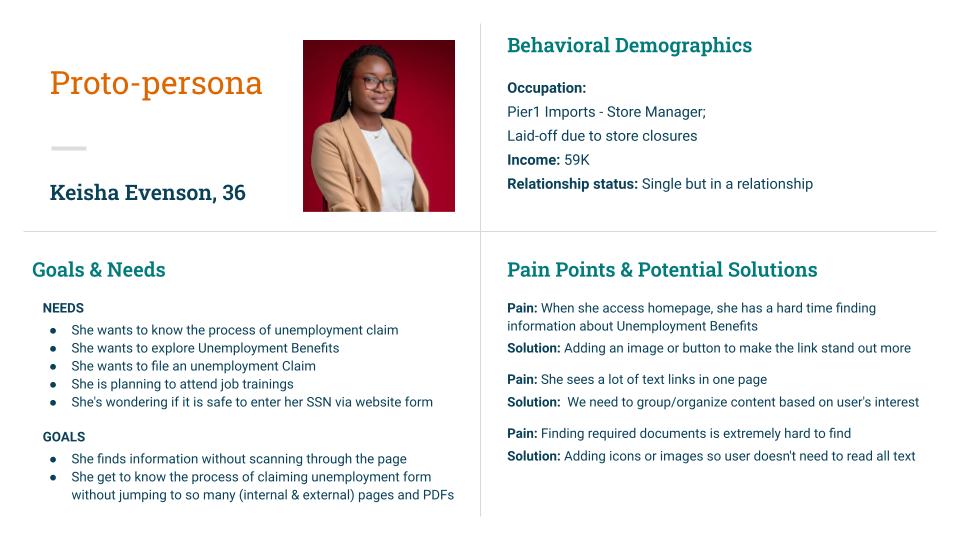 Proto-persona
Keisha Evenson, 36
Behavioral Demographics
Occupation:
Pier1 Imports - Store Manager;
Laid-off due to store closures
Income: 59K
Relationship status: Single but in a relationship
Goals & Needs
NEEDS
● She wants to know the process of unemployment claim
● She wants to explore Unemployment Benefits
● She wants to file an unemployment Claim
● She is planning to attend job trainings
● She's wondering if it is safe to enter her SSN via website form
GOALS
● She finds information without scanning through the page
● She get to know the process of claiming unemployment form
without jumping to so many (internal & external) pages and PDFs
Pain Points & Potential Solutions
Pain: When she access homepage, she has a hard time finding
information about Unemployment Benefits
Solution: Adding an image or button to make the link stand out more
Pain: She sees a lot of text links in one page
Solution: We need to group/organize content based on user's interest
Pain: Finding required documents is extremely hard to find
Solution: Adding icons or images so user doesn't need to read all text